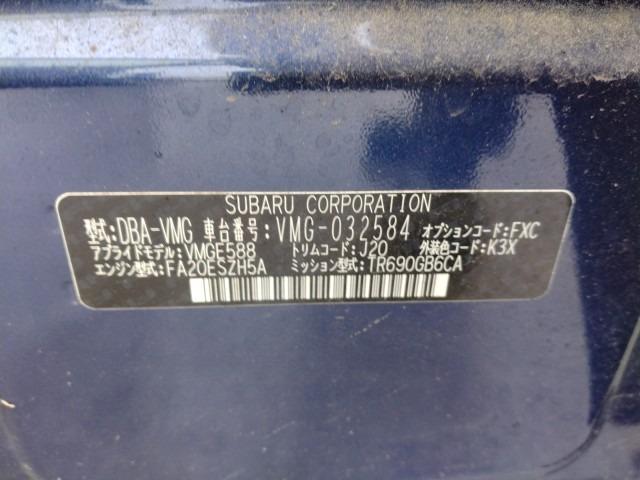 SUBARU CORPORATION
型式:DBA-VMG 車台番号:VMG-032584 オプションコード:FXC
アプライドモデル:VMGE588 トリムコード:J20 外装色コード:K3X
エンジン型式:FA20ESZH5A ミッション型式:TR690GB6CA